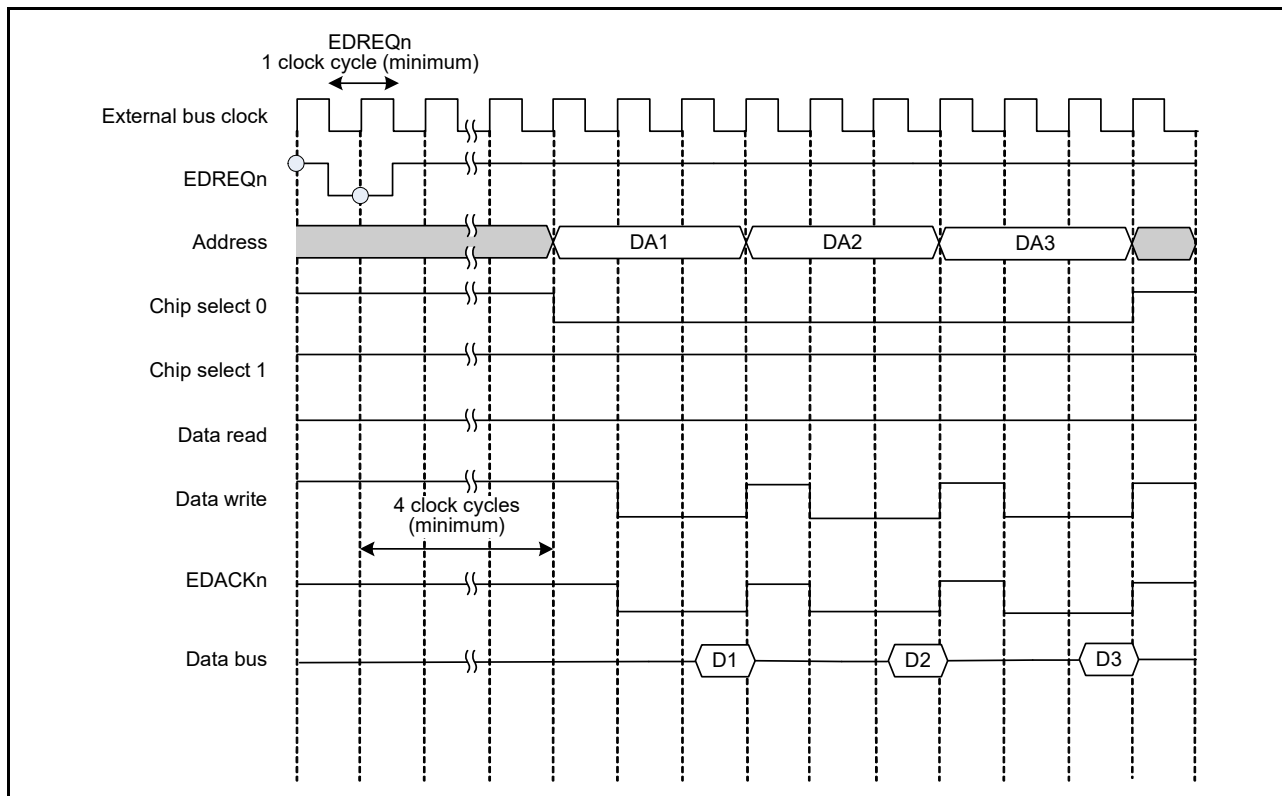 EDREQn
1 clock cycle (minimum)
External bus clock
EDREQn
Address
DA1
DA2
DA3
Chip select 0
Chip select 1
Data read
Data write
4 clock cycles
(minimum)
EDACKn
Data bus
D1
D2
D3